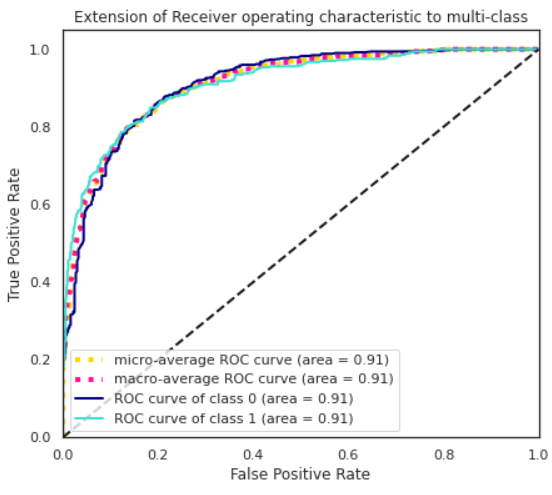 Extension of Receiver operating characteristic to multi-class
1.0
0.8
0.6
0.4
0.2
0.0
True Positive Rate
micro-average ROC curve (area = 0.91)
macro-average ROC curve (area = 0.91)
ROC curve of class 0 (area = 0.91)
ROC curve of class 1 (area = 0.91)
0.0 0.2 0.4 0.6 0.8 1.0
False Positive Rate